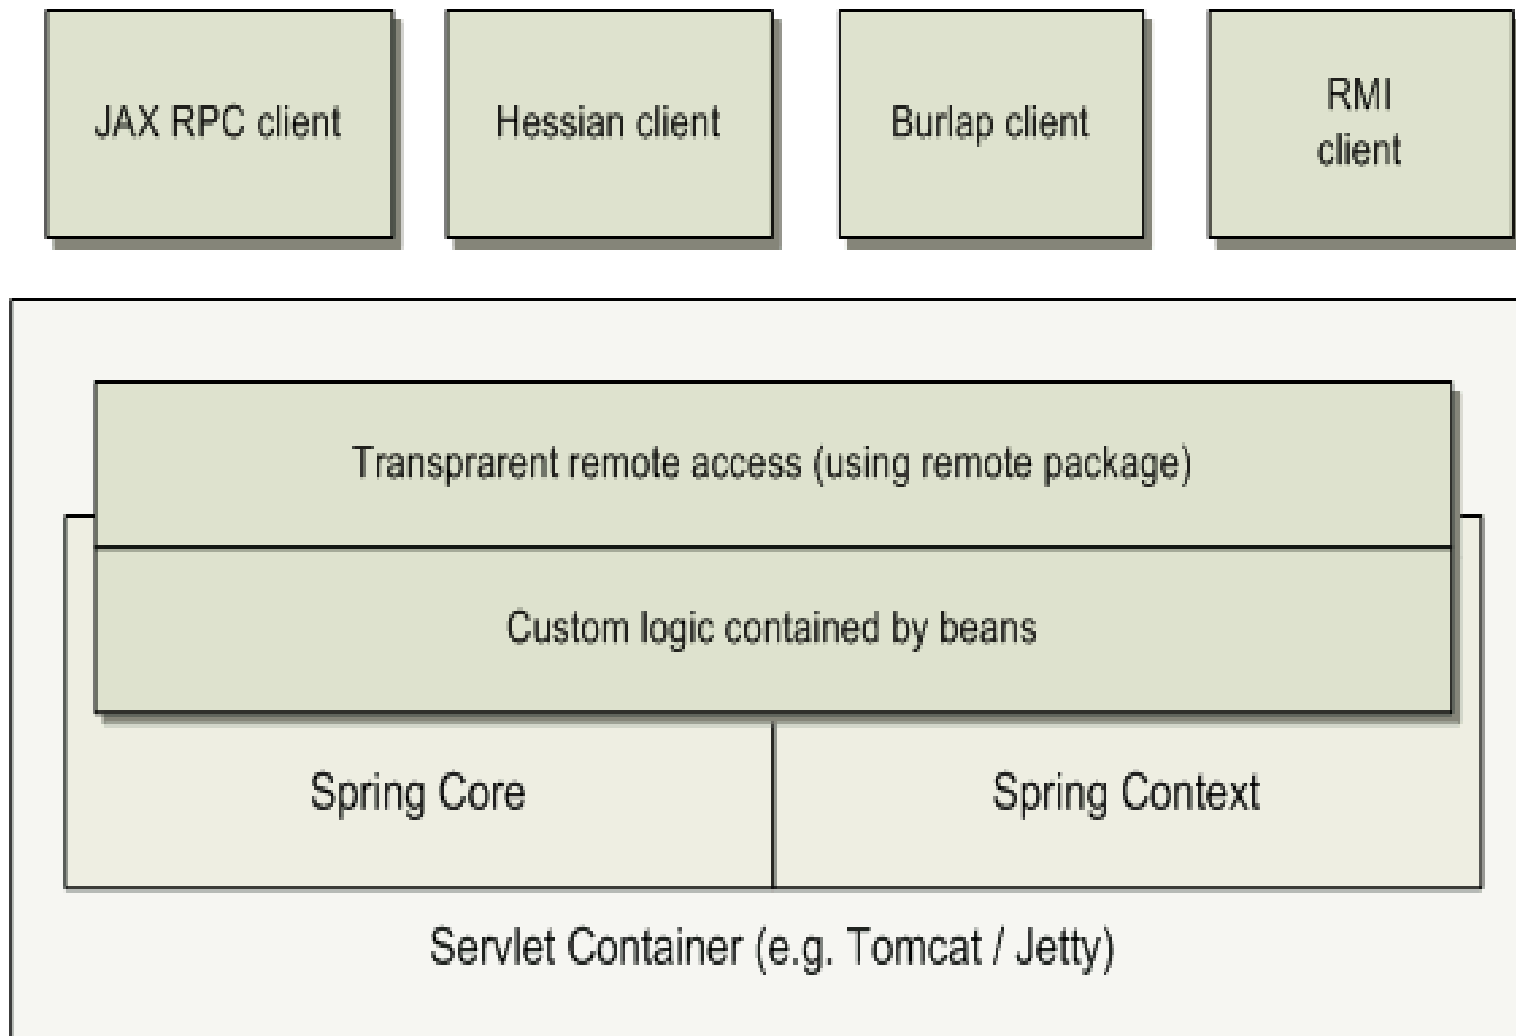 JAX RPC client
Hessian client
Burlap client
RMI
client
Transprarent remote access (using remote package)
Custom logic contained by beans
Spring Core
Spring Context
Servlet Container (e.g. Tomcat / Jetty)